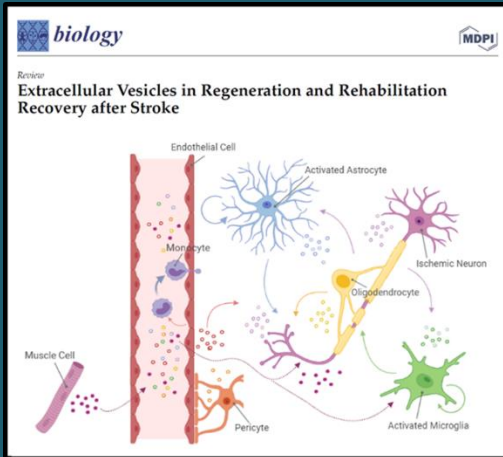 biology
MDPI
Review
Extracellular Vesicles in Regeneration and Rehabilitation
Recovery after Stroke
Endothelial Cell
Activated Astrocyte
Monocyte
Ischemic Neuron
Oligodendrocyte
Muscle Cell
Pericyte
Activated Microglia